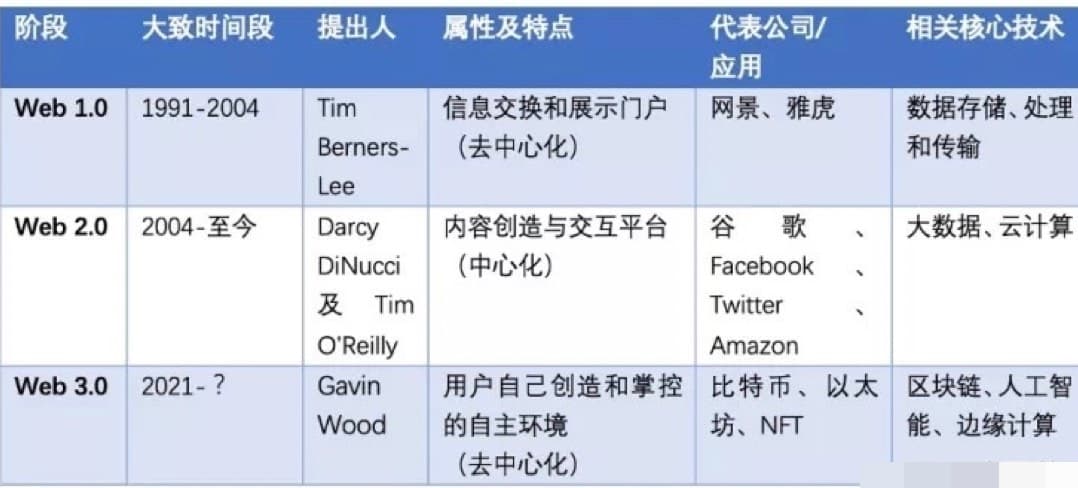 阶段 大致时间段 提出人 属性及特点 代表公司/ 相关核心技术
应用
Web 1.0 1991-2004 Tim 信息交换和展示门户 网景、雅虎 数据存储、处理
Berners- （去中心化） 和传输
Lee
Web 2.0 2004-至今 Darcy 内容创造与交互平台 谷歌、 大数据、云计算
DiNucci （中心化） Facebook、
及 Tim Twitter、
O'Reilly Amazon
Web 3.0 2021-？ Gavin 用户自己创造和掌控 比特币、以太 区块链、人工智
Wood 的自主环境 坊、NFT 能、边缘计算
（去中心化）